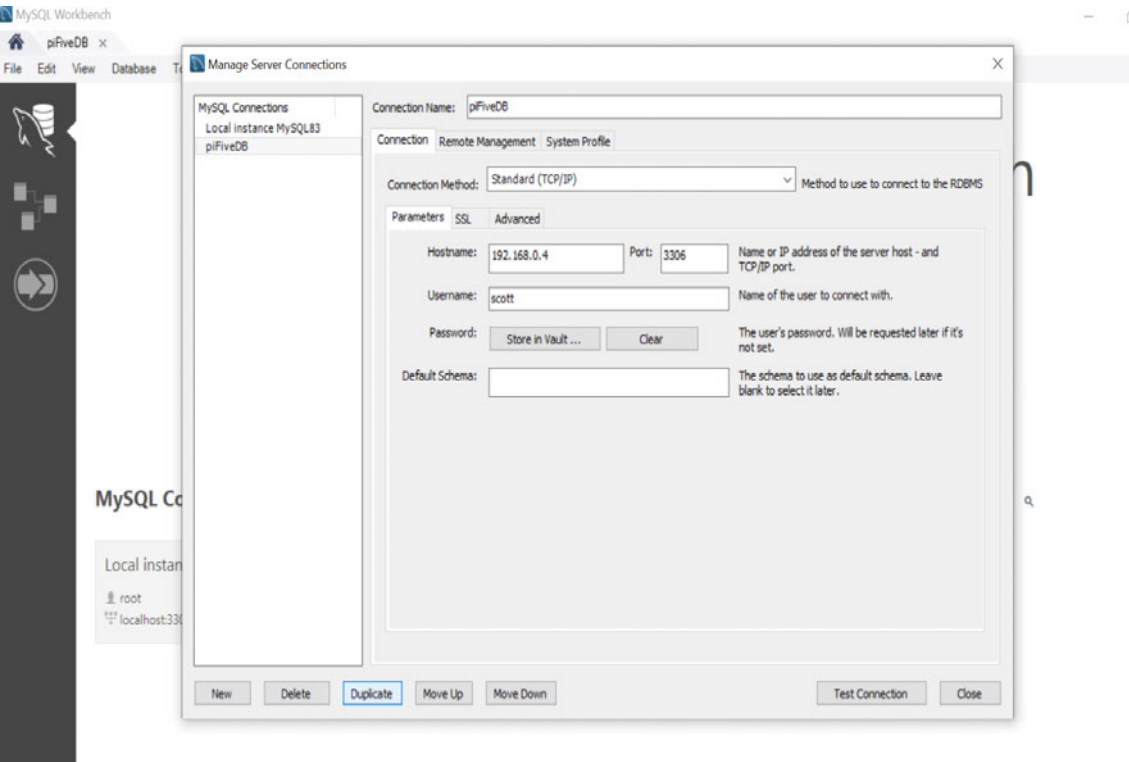 MySQL Workbench
piFiveDB ×
File Edit View Database
Manage Server Connections
MySQL Connections
Local instance MySQL83
piFiveDB
Connection Name: piFiveDB
Connection Remote Management System Profile
Connection Method: Standard (TCP/IP) Method to use to connect to the RDBMS
Parameters SSL Advanced
Hostname: 192.168.0.4 Port: 3306 Name or IP address of the server host - and
TCP/IP port.
Username: scott Name of the user to connect with.
Password: Store in Vault ... Clear The user's password. Will be requested later if it's
not set.
Default Schema: The schema to use as default schema. Leave
blank to select it later.
MySQL
Local
root
New Delete Duplicate Move Up Move Down Test Connection Close